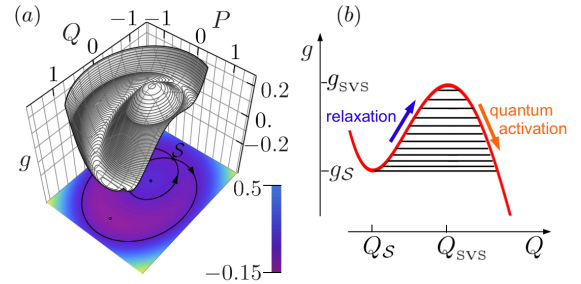 (a)
Q
P
1
0
−1
−1
0
1
g
0.2
0.
−0.2
S
0.5
−0.15
(b)
g
g_SVS
relaxation
quantum
activation
g_S
Q_S
Q_SVS
Q